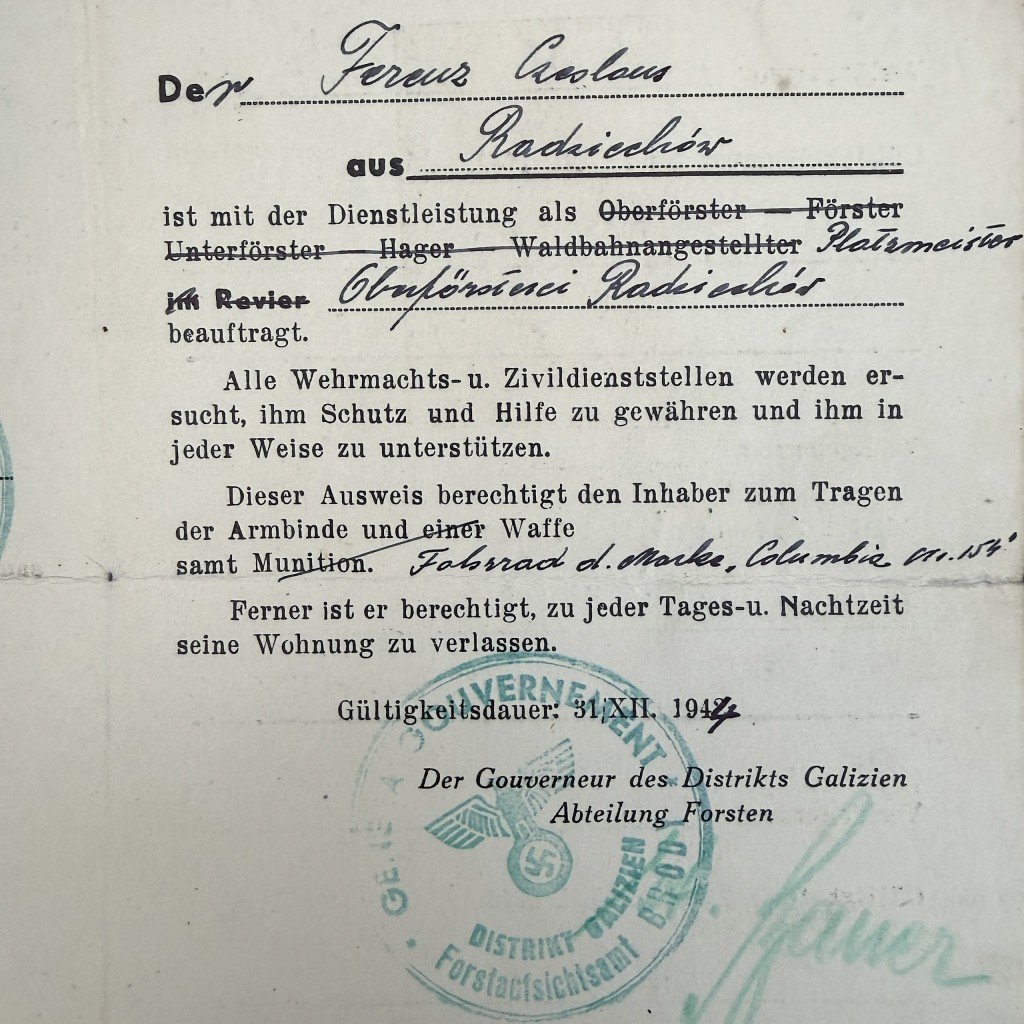 Der Ferenz Czeslaus
aus Radziechów
ist mit der Dienstleistung als Oberförster — Förster
Unterförster — Hager — Waldbahnangestellter Platzmeister
im Revier Oberförsterei Radziechów
beauftragt.
Alle Wehrmachts- u. Zivildienststellen werden er-
sucht, ihm Schutz und Hilfe zu gewähren und ihm in
jeder Weise zu unterstützen.
Dieser Ausweis berechtigt den Inhaber zum Tragen
der Armbinde und einer Waffe
samt Munition. Fahrrad d. Marke, Columbia
Ferner ist er berechtigt, zu jeder Tages-u. Nachtzeit
seine Wohnung zu verlassen.
Gültigkeitsdauer: 31.XII. 1944
Der Gouverneur des Distrikts Galizien
Abteilung Forsten
GENERALGOUVERNEMENT
DISTRIKT GALIZIEN
Forstaufsichtsamt BRODY